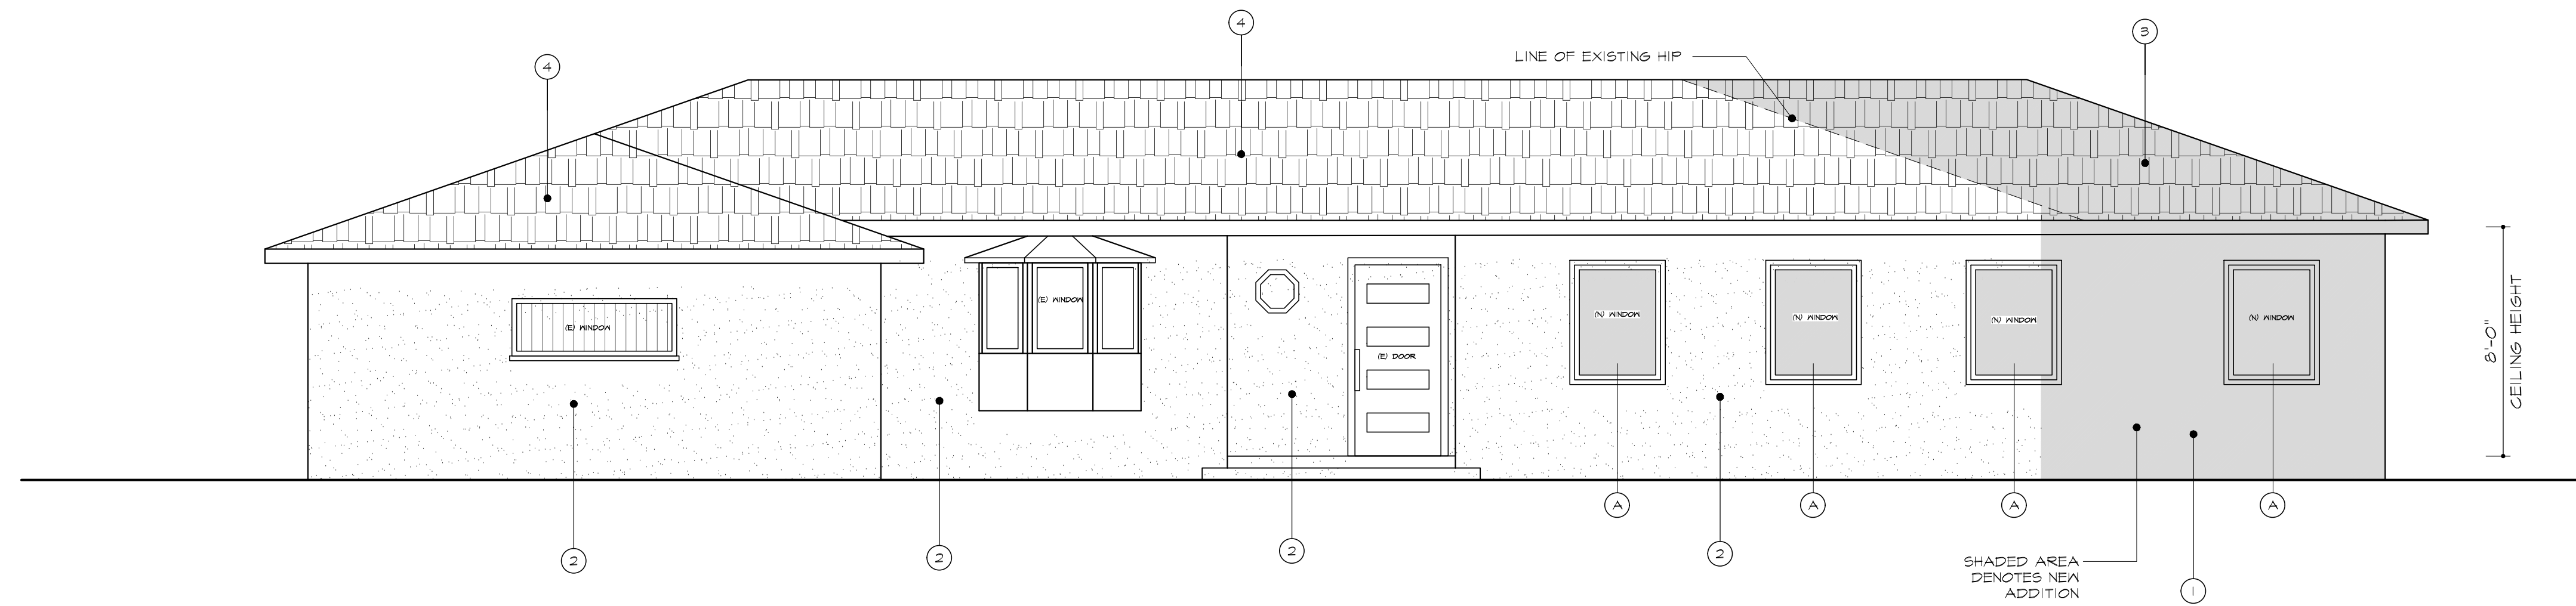 4
4
3
LINE OF EXISTING HIP
(E) WINDOW
(E) WINDOW
(E) DOOR
(N) WINDOW
(N) WINDOW
(N) WINDOW
(N) WINDOW
8'-0"
CEILING HEIGHT
A
A
A
A
2
2
2
2
SHADED AREA
DENOTES NEW
ADDITION
1